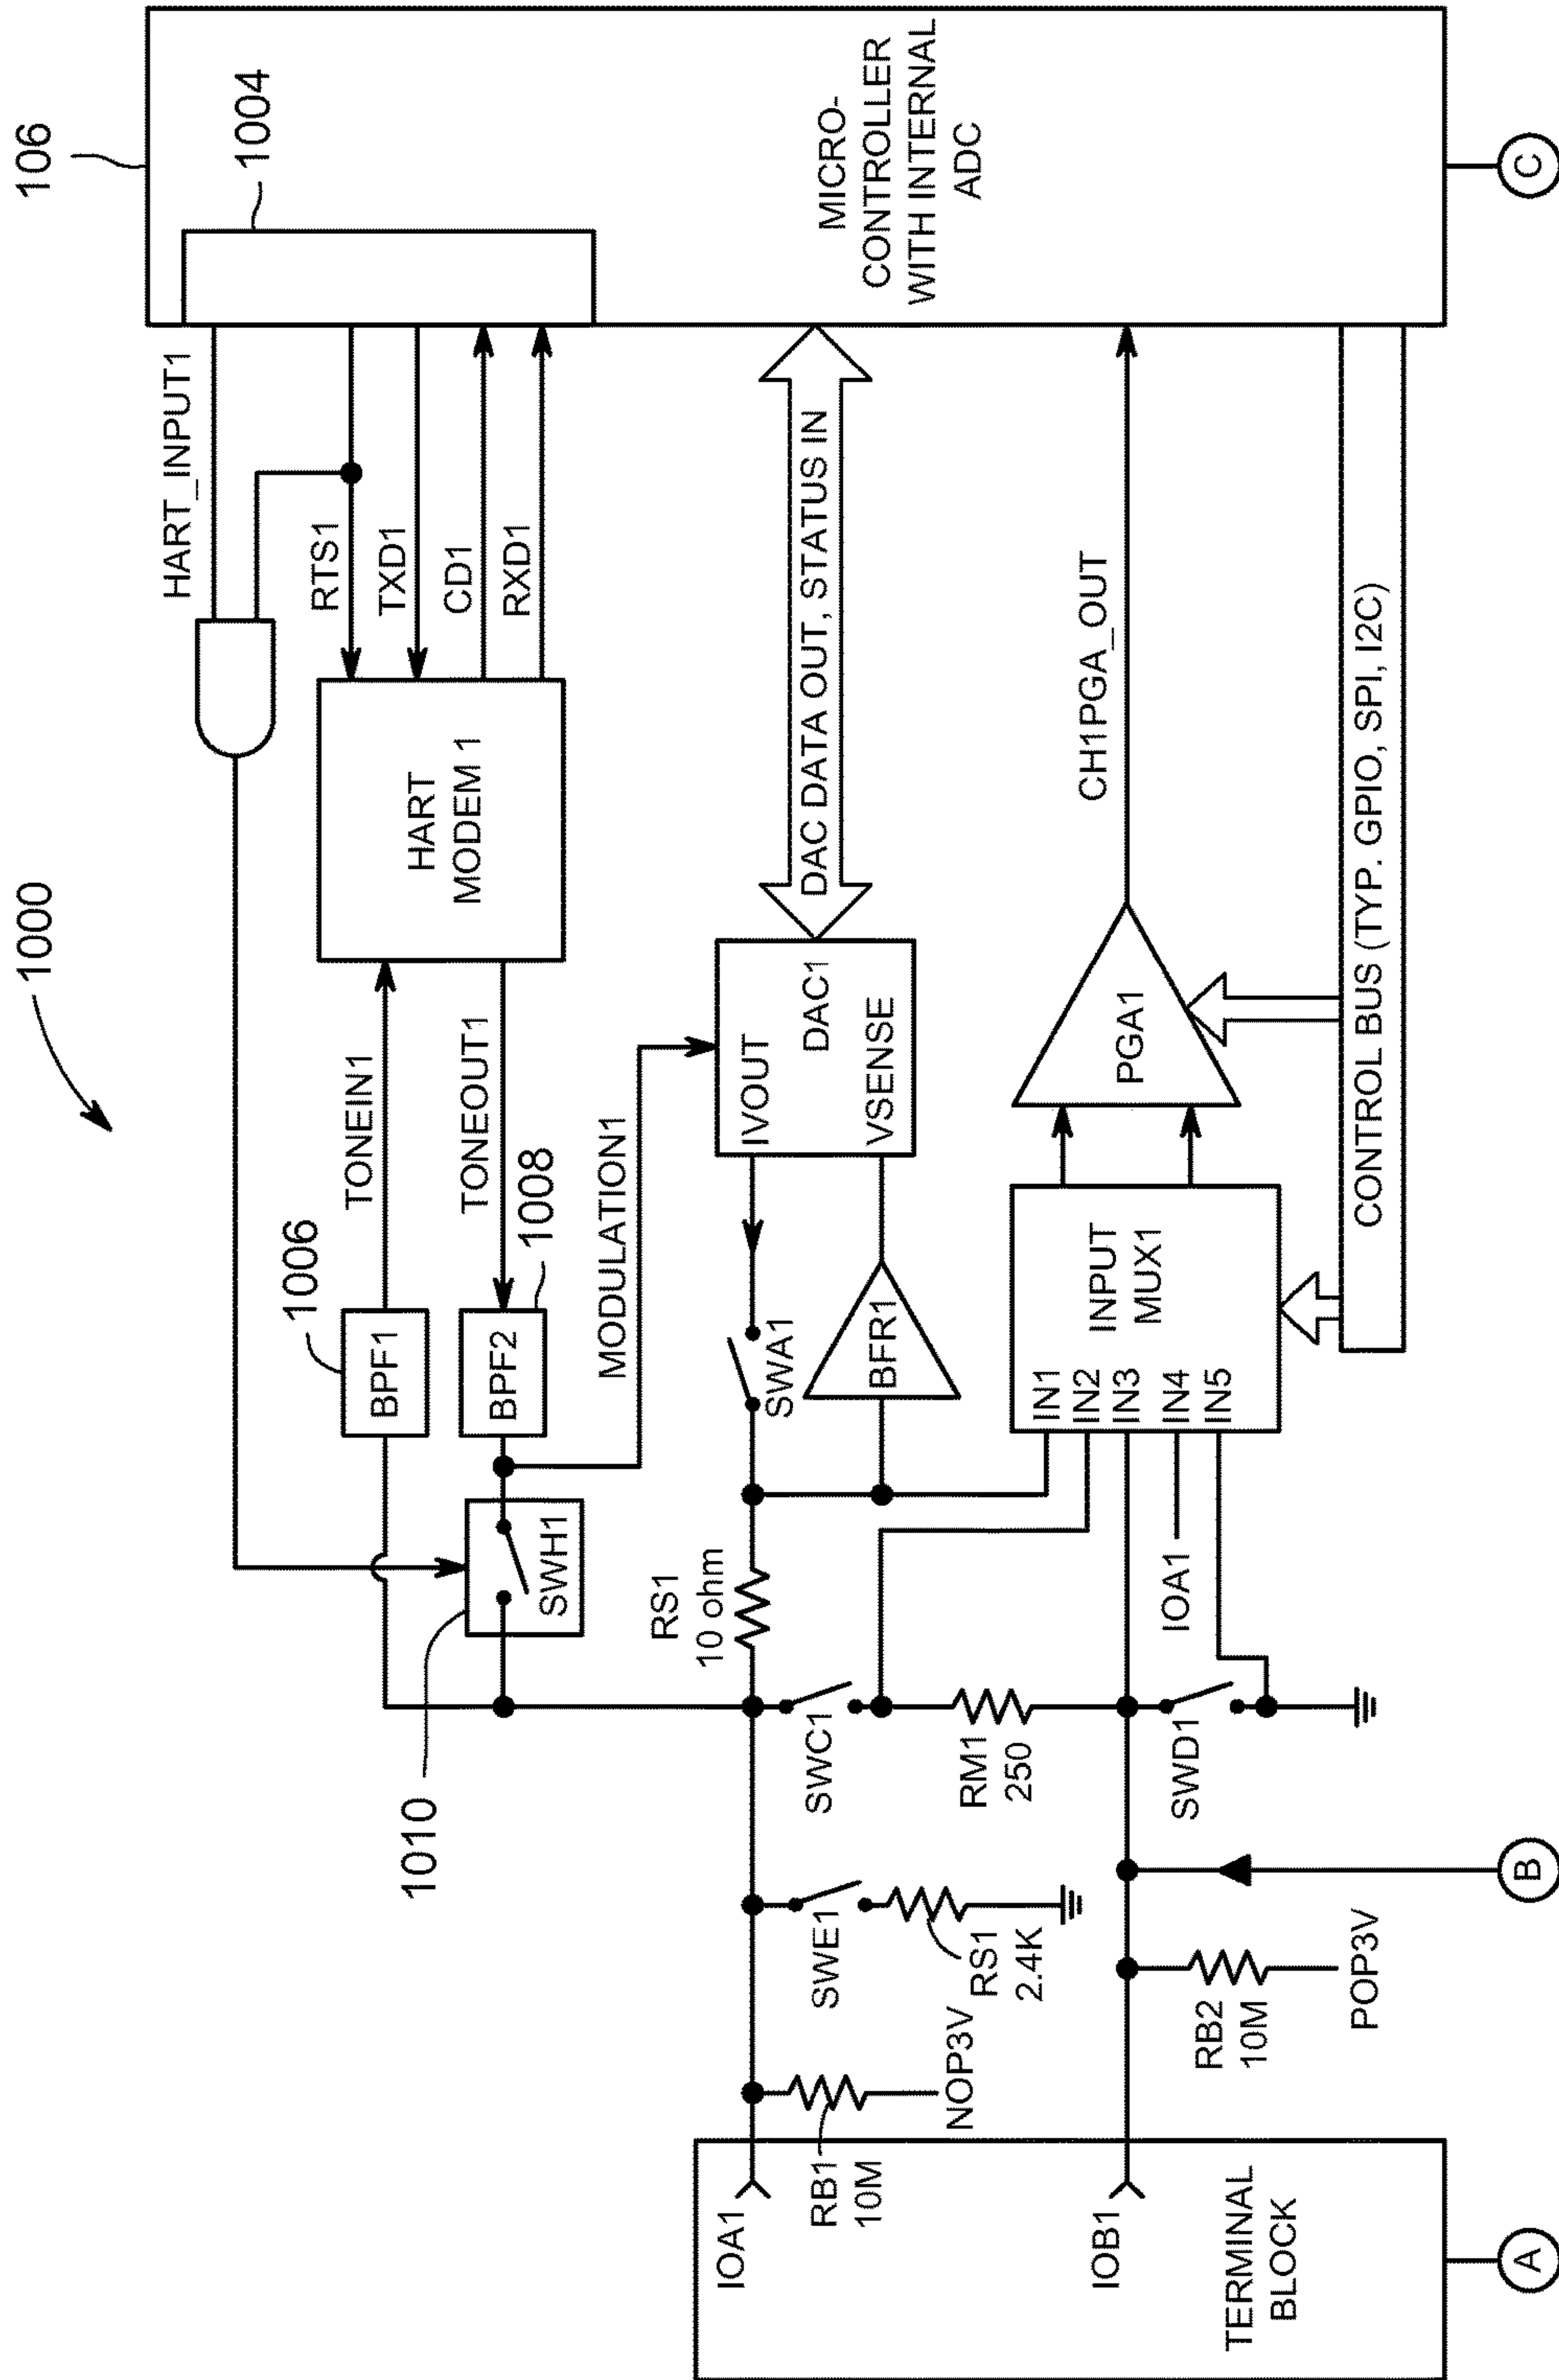 1000
106
1004
HART_INPUT1
RTS1
TXD1
CD1
RXD1
HART
MODEM 1
TONEIN1
TONEOUT1
1006
BPF1
BPF2
1008
1010
SWH1
MODULATION1
MICRO-
CONTROLLER
WITH INTERNAL
ADC
DAC DATA OUT, STATUS IN
IVOUT
DAC1
VSENSE
SWA1
BFR1
RS1
10 ohm
CH1PGA_OUT
PGA1
INPUT
MUX1
IN1
IN2
IN3
IN4
IN5
IOA1
CONTROL BUS (TYP. GPIO, SPI, I2C)
SWC1
RM1
250
SWD1
SWE1
RS1
2.4K
NOP3V
RB1
10M
RB2
10M
POP3V
IOA1
IOB1
TERMINAL
BLOCK
A
B
C